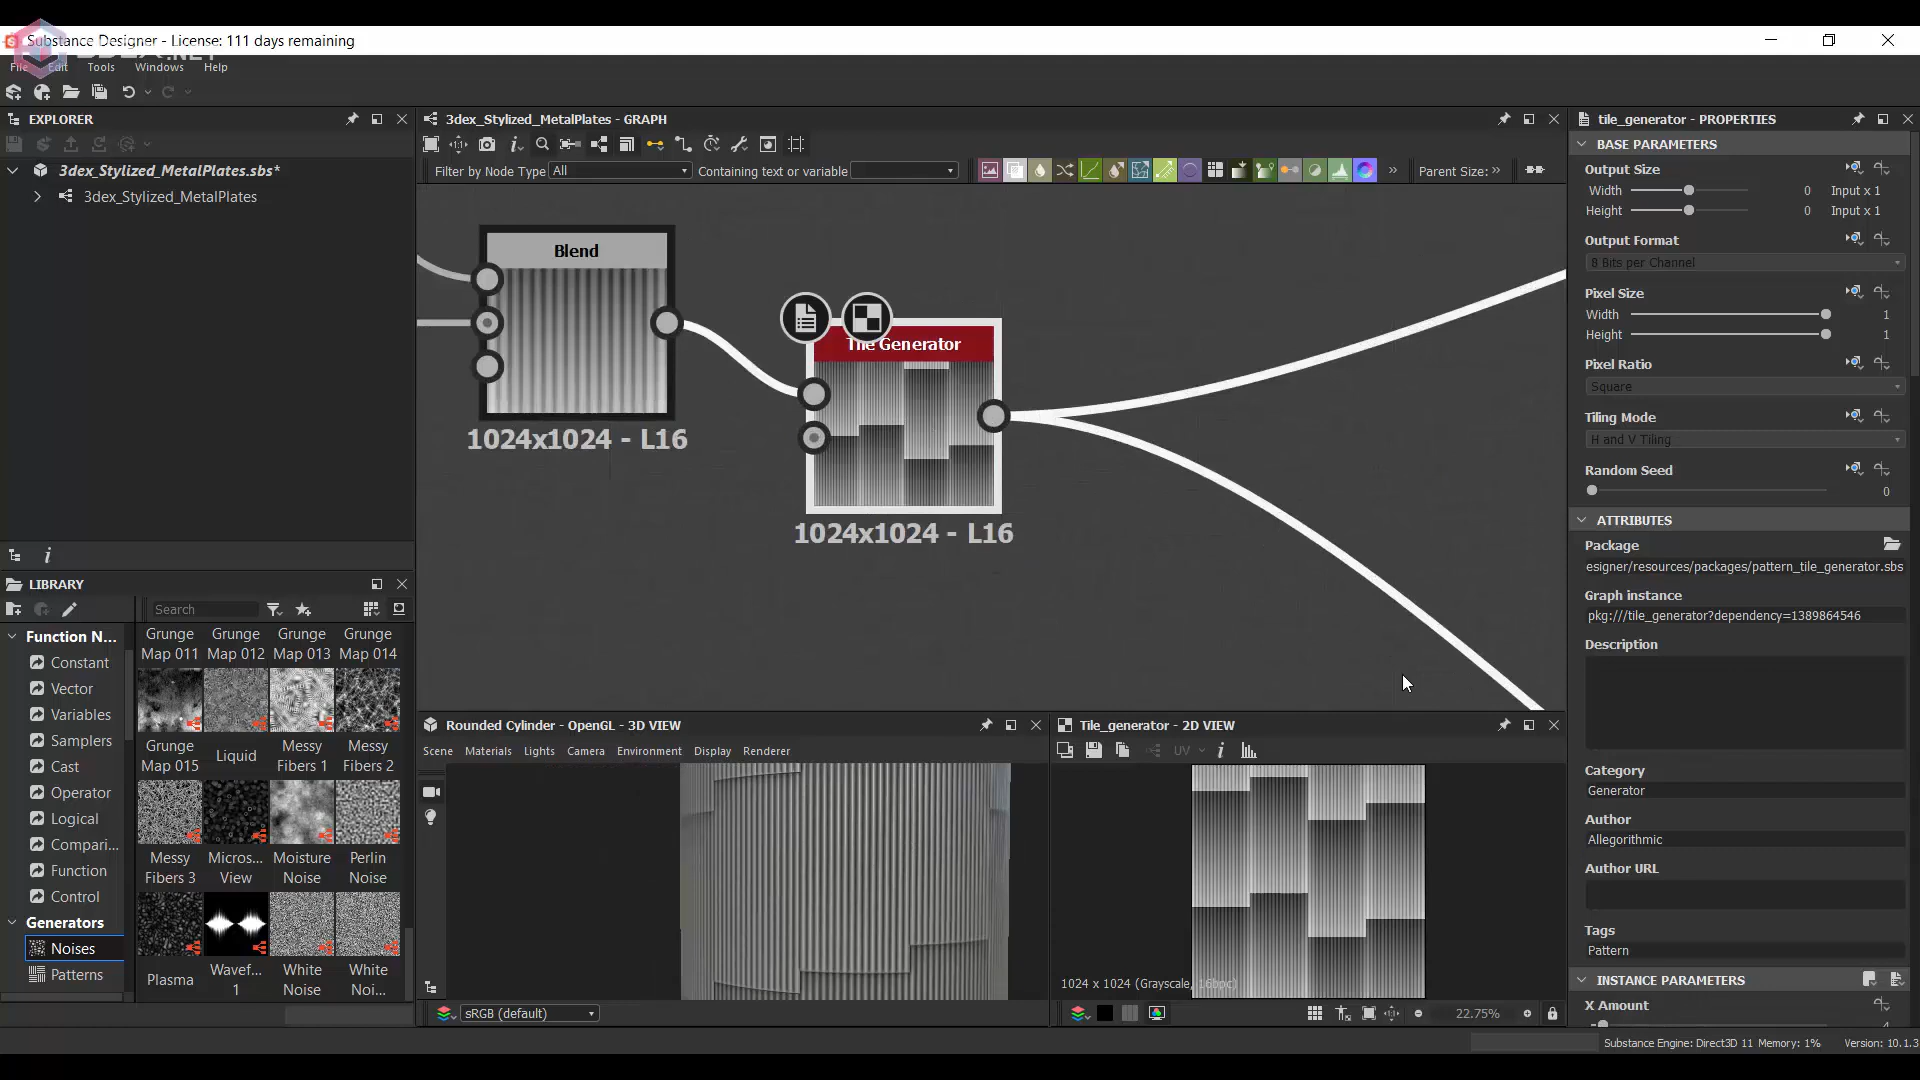 Substance Designer - License: 111 days remaining
File Edit Tools Windows Help
EXPLORER
3dex_Stylized_MetalPlates.sbs*
3dex_Stylized_MetalPlates
3dex_Stylized_MetalPlates - GRAPH
Filter by Node Type All Containing text or variable Parent Size: »
Blend
1024x1024 - L16
Tile Generator
1024x1024 - L16
LIBRARY
Search
Function N...
Constant
Vector
Variables
Samplers
Cast
Operator
Logical
Compari...
Function
Control
Generators
Noises
Patterns
Grunge Map 011
Grunge Map 012
Grunge Map 013
Grunge Map 014
Grunge Map 015
Liquid
Messy Fibers 1
Messy Fibers 2
Messy Fibers 3
Micros... View
Moisture Noise
Perlin Noise
Plasma
Wavef... 1
White Noise
White Noi...
Rounded Cylinder - OpenGL - 3D VIEW
Scene Materials Lights Camera Environment Display Renderer
sRGB (default)
Tile_generator - 2D VIEW
UV
1024 x 1024 (Grayscale, 16bpc)
22.75%
tile_generator - PROPERTIES
BASE PARAMETERS
Output Size
Width 0 Input x 1
Height 0 Input x 1
Output Format
8 Bits per Channel
Pixel Size
Width 1
Height 1
Pixel Ratio
Square
Tiling Mode
H and V Tiling
Random Seed
0
ATTRIBUTES
Package
esigner/resources/packages/pattern_tile_generator.sbs
Graph instance
pkg:///tile_generator?dependency=1389864546
Description
Category
Generator
Author
Allegorithmic
Author URL
Tags
Pattern
INSTANCE PARAMETERS
X Amount
4
Substance Engine: Direct3D 11 Memory: 1% Version: 10.1.3